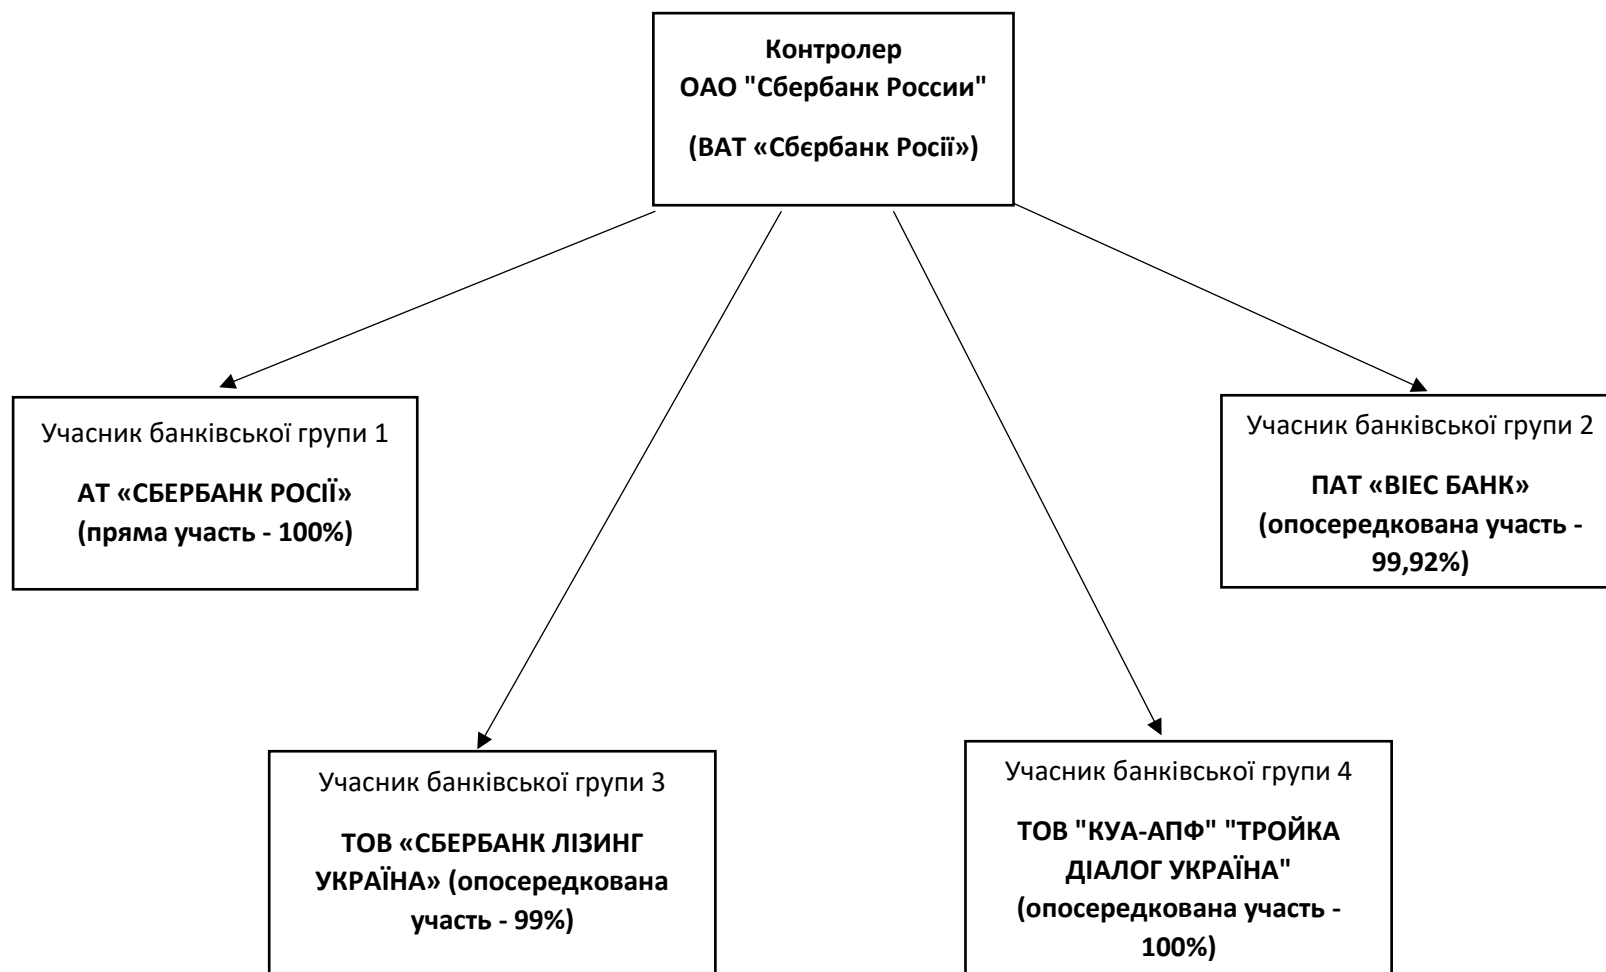 Контролер
ОАО "Сбербанк России"
(ВАТ «Сбєрбанк Росії»)
Учасник банківської групи 1
АТ «СБЕРБАНК РОСІЇ»
(пряма участь - 100%)
Учасник банківської групи 2
ПАТ «ВІЕС БАНК»
(опосередкована участь -
99,92%)
Учасник банківської групи 3
ТОВ «СБЕРБАНК ЛІЗИНГ
УКРАЇНА» (опосередкована
участь - 99%)
Учасник банківської групи 4
ТОВ "КУА-АПФ" "ТРОЙКА
ДІАЛОГ УКРАЇНА"
(опосередкована участь -
100%)